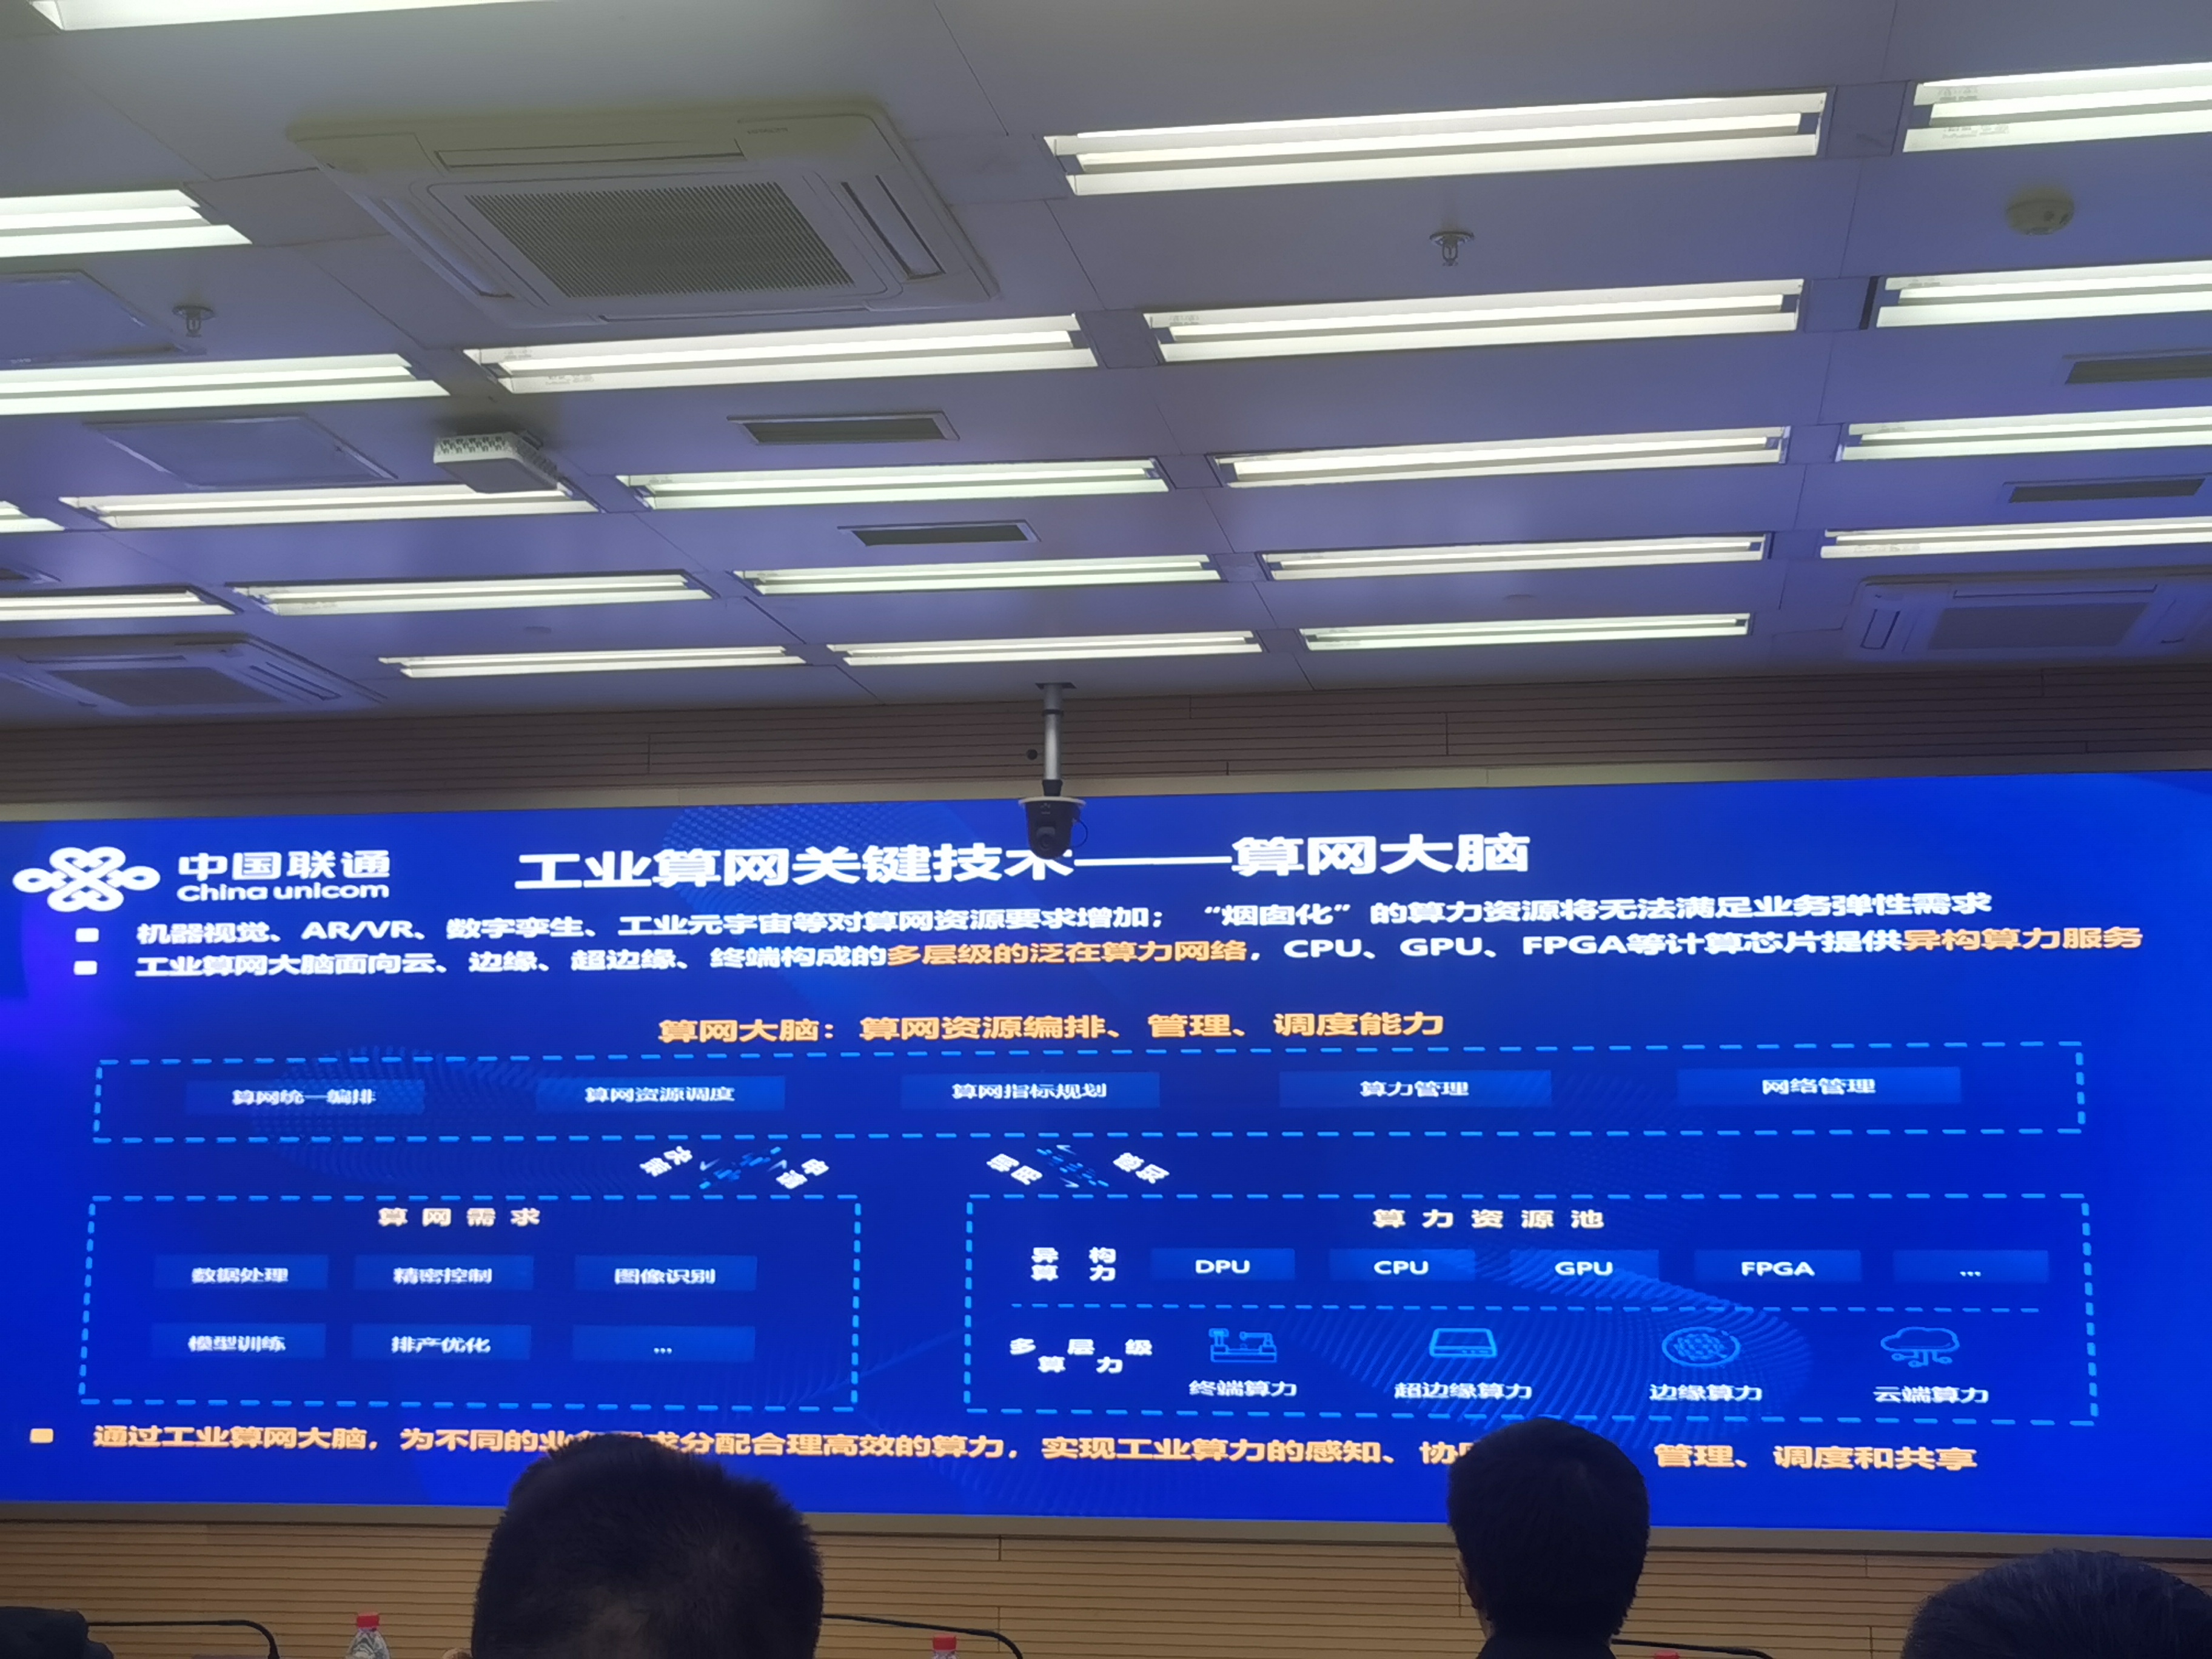 中国联通
China unicom
工业算网关键技术——算网大脑
机器视觉、AR/VR、数字孪生、工业元宇宙等对算网资源要求增加；“烟囱化”的算力资源将无法满足业务弹性需求
工业算网大脑面向云、边缘、超边缘、终端构成的多层级的泛在算力网络，CPU、GPU、FPGA等计算芯片提供异构算力服务
算网大脑：算网资源编排、管理、调度能力
算网统一编排
算网资源调度
算网指标规划
算力管理
网络管理
算网需求
数据处理
精密控制
图像识别
模型训练
排产优化
...
算力资源池
异构
算力
DPU
CPU
GPU
FPGA
...
多层级
算力
终端算力
超边缘算力
边缘算力
云端算力
通过工业算网大脑，为不同的业务需求分配合理高效的算力，实现工业算力的感知、协 管理、调度和共享